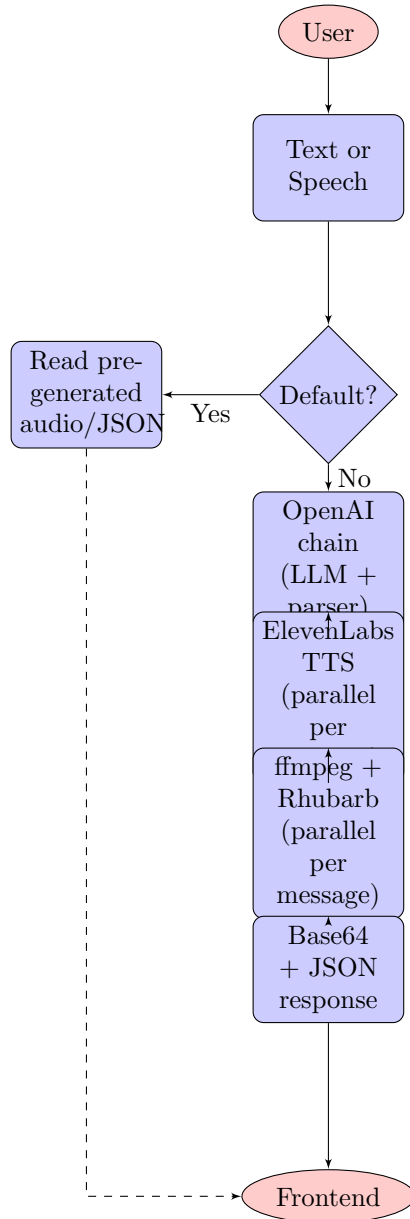 User
Text or
Speech
Default?
Yes
Read pre-
generated
audio/JSON
No
OpenAI
chain
(LLM +
parser)
ElevenLabs
TTS
(parallel
per
ffmpeg +
Rhubarb
(parallel
per
message)
Base64
+ JSON
response
Frontend